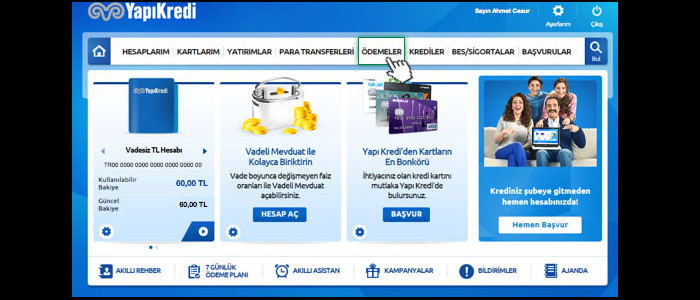 YapıKredi
Sayın Ahmet Cesur
Ayarlarım
Çıkış
HESAPLARIM
KARTLARIM
YATIRIMLAR
PARA TRANSFERLERİ
ÖDEMELER
KREDİLER
BES/SİGORTALAR
BAŞVURULAR
Bul
YapıKredi
Vadesiz TL Hesabı
TR00 0000 0000 0000 0000 00
Kullanılabilir
Bakiye
60,00 TL
Güncel
Bakiye
60,00 TL
Vadeli Mevduat ile
Kolayca Biriktirin
Vade boyunca değişmeyen faiz
oranları ile Vadeli Mevduat
açabilirsiniz.
HESAP AÇ
Yapı Kredi'den Kartların
En Bonkörü
İhtiyacınız olan kredi kartını
mutlaka Yapı Kredi'de
bulursunuz.
BAŞVUR
Krediniz şubeye gitmeden
hemen hesabınızda!
Hemen Başvur
AKILLI REHBER
7 GÜNLÜK
ÖDEME PLANI
AKILLI ASİSTAN
KAMPANYALAR
BİLDİRİMLER
AJANDA